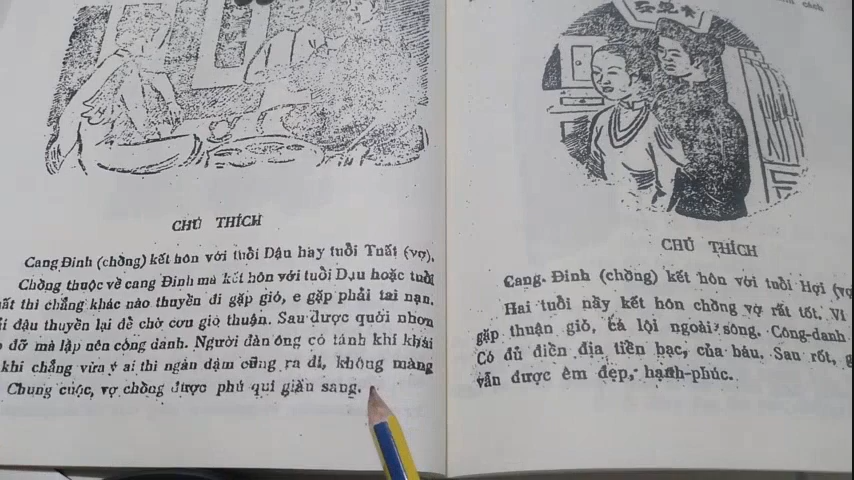 CHÚ THÍCH
Cang Đinh (chồng) kết hôn với tuổi Dậu hay tuổi Tuất (vợ).
Chồng thuộc về cang Đinh mà kết hôn với tuổi Dậu hoặc tuổi
thì chẳng khác nào thuyền đi gặp gió, e gặp phải tai nạn.
đậu thuyền lại để chờ cơn gió thuận. Sau được quới nhơn
đỡ mà lập nên công danh. Người đàn ông có tánh khí khái
khi chẳng vừa ý ai thì ngàn dặm cũng ra đi, không màng
Chung cuộc, vợ chồng được phú quí giàu sang.
CHÚ THÍCH
Cang Đinh (chồng) kết hôn với tuổi Hợi (vợ
Hai tuổi nầy kết hôn chồng vợ rất tốt. Ví
gặp thuận gió, cá lội ngoài sông. Công-danh
Có đủ điền địa tiền bạc, của báu. Sau rốt,
vẫn được êm đẹp, hạnh-phúc.